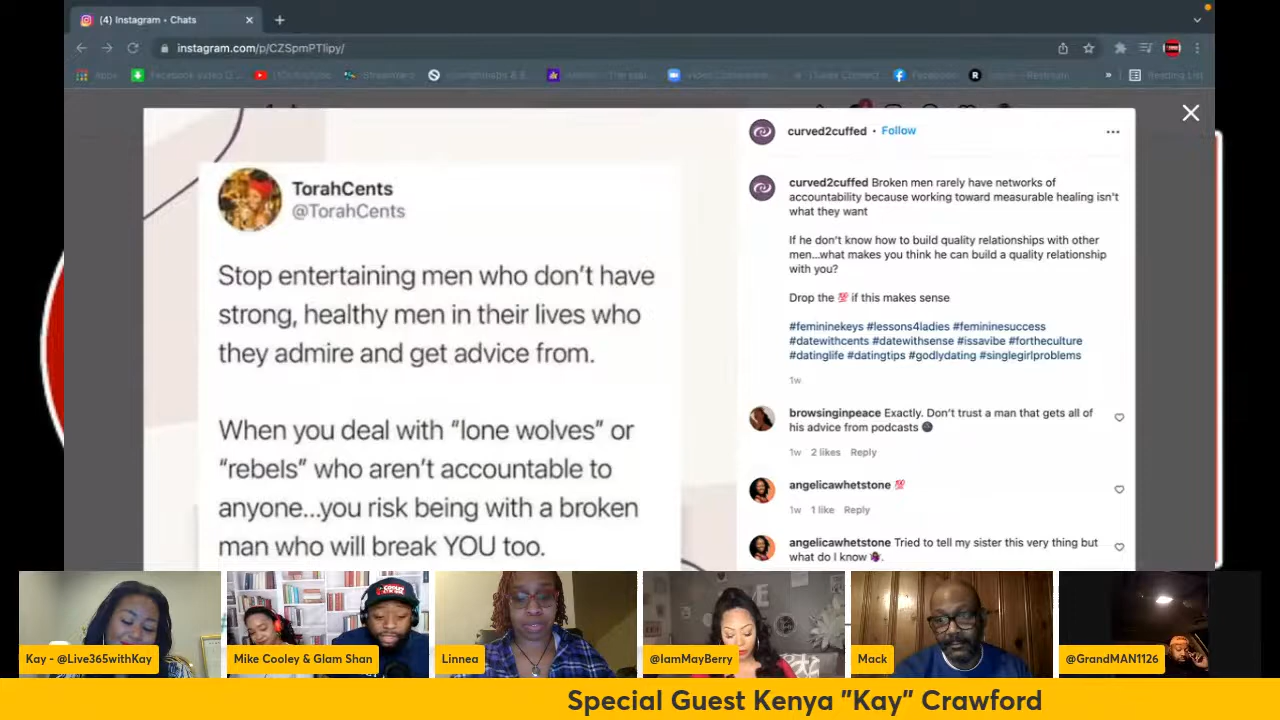 (4) Instagram • Chats
instagram.com/p/CZSpmPTlipy/
Apps
Reading List
TorahCents
@TorahCents
Stop entertaining men who don't have
strong, healthy men in their lives who
they admire and get advice from.
When you deal with "lone wolves" or
"rebels" who aren't accountable to
anyone...you risk being with a broken
man who will break YOU too.
curved2cuffed • Follow
curved2cuffed Broken men rarely have networks of
accountability because working toward measurable healing isn't
what they want
If he don't know how to build quality relationships with other
men...what makes you think he can build a quality relationship
with you?
Drop the 💯 if this makes sense
#femininekeys #lessons4ladies #femininesuccess
#datewithcents #datewithsense #issavibe #fortheculture
#datinglife #datingtips #godlydating #singlegirlproblems
1w
browsinginpeace Exactly. Don't trust a man that gets all of
his advice from podcasts 🌚
1w 2 likes Reply
angelicawhetstone 💯
1w 1 like Reply
angelicawhetstone Tried to tell my sister this very thing but
what do I know 🤷🏾‍♀️.
Kay - @Live365withKay
Mike Cooley & Glam Shan
Linnea
@IamMayBerry
Mack
@GrandMAN1126
Special Guest Kenya "Kay" Crawford